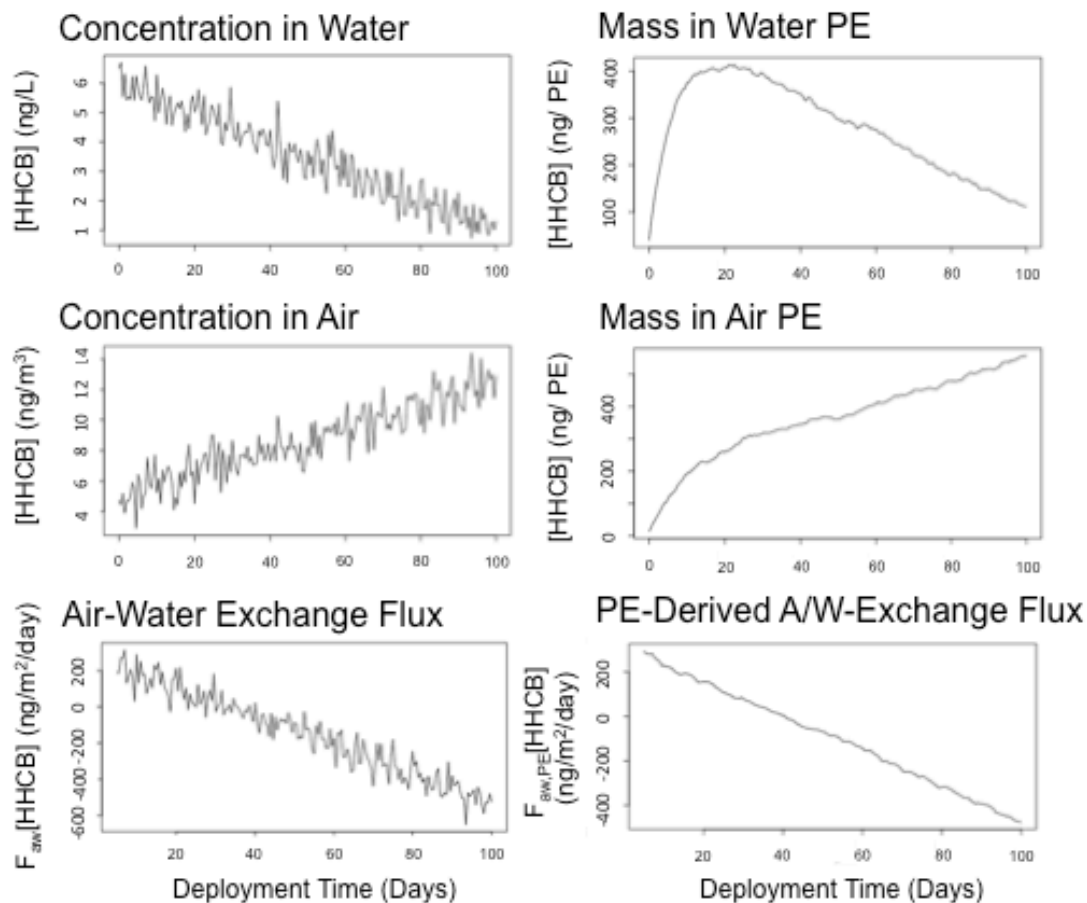 Concentration in Water
[HHCB] (ng/L)
6
5
4
3
2
1
0 20 40 60 80 100
Mass in Water PE
[HHCB] (ng/ PE)
400
300
200
100
0 20 40 60 80 100
Concentration in Air
[HHCB] (ng/m³)
14
12
10
8
6
4
0 20 40 60 80 100
Mass in Air PE
[HHCB] (ng/ PE)
400
200
0
0 20 40 60 80 100
Air-Water Exchange Flux
F aw[HHCB] (ng/m²/day)
200
0
-200
-400
-600
20 40 60 80 100
Deployment Time (Days)
PE-Derived A/W-Exchange Flux
F aw,PE[HHCB]
(ng/m²/day)
200
0
-200
-400
20 40 60 80 100
Deployment Time (Days)